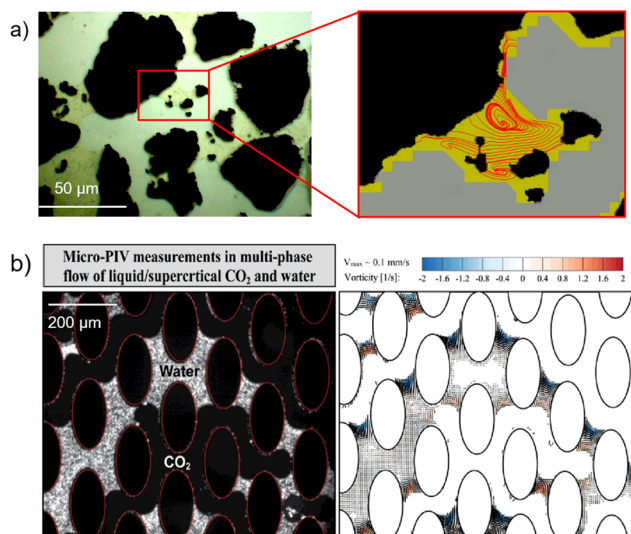 a)
50 μm
b)
Micro-PIV measurements in multi-phase
flow of liquid/supercrtical CO₂ and water
Vmax ~ 0.1 mm/s
Vorticity [1/s]:
-2 -1.6 -1.2 -0.8 -0.4 0 0.4 0.8 1.2 1.6 2
200 μm
Water
CO₂